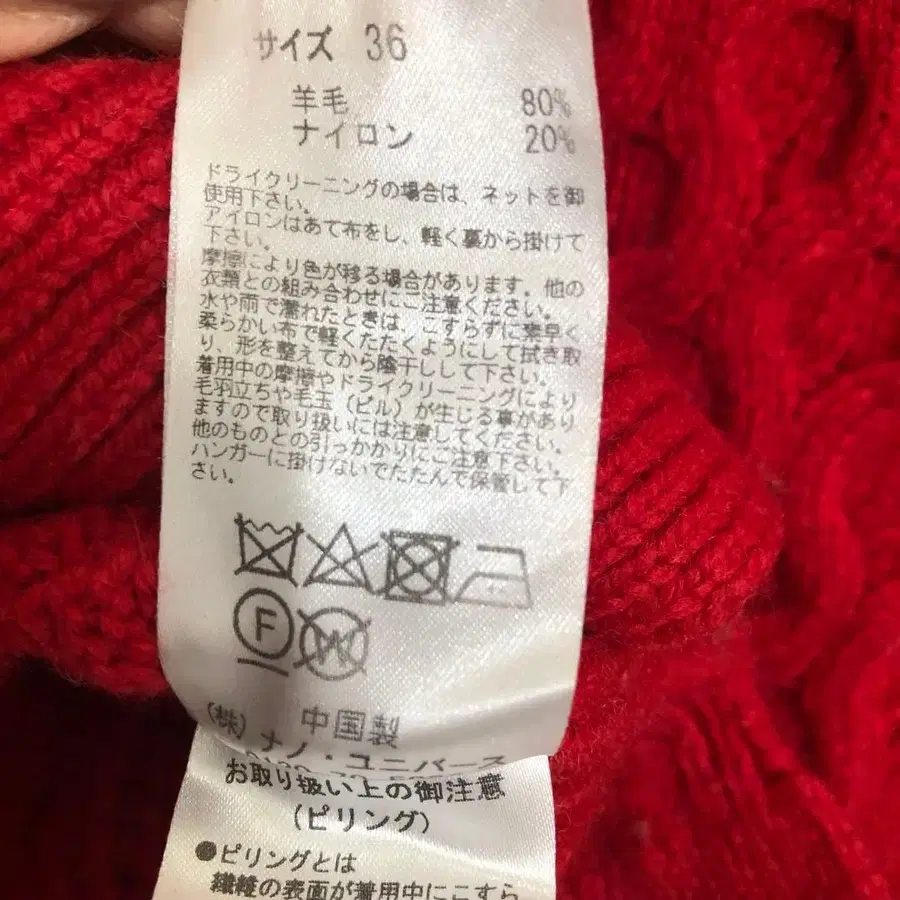 サイズ 36
羊毛 80%
ナイロン 20%
ドライクリーニングの場合は、ネットを御
使用下さい。
アイロンはあて布をし、軽く裏から掛けて
下さい。
摩擦により色が移る場合があります。他の
衣類との組み合わせにご注意ください。
水や雨で濡れたときは、こすらずに素早く
柔らかい布で軽くたたくようにして拭き取
り、形を整えてから陰干しして下さい。
着用中の摩擦やドライクリーニングにより
毛羽立ちや毛玉(ピル)が生じる事があり
ますので取り扱いには注意してください。
他のものとの引っかかりにご注意下さい。
ハンガーに掛けないでたたんで保管して下
さい。
F W
中国製
(株)ナノ・ユニバース
お取り扱い上の御注意
(ピリング)
●ピリングとは
繊維の表面が着用中にこすら